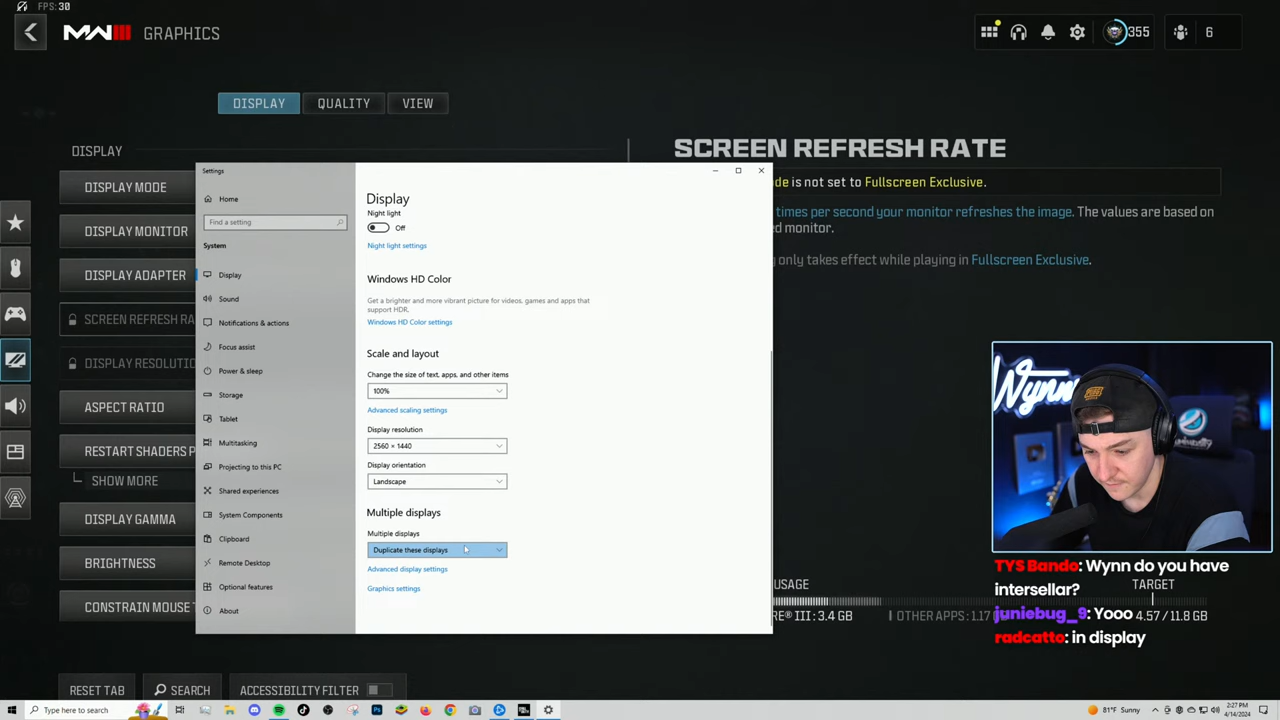 FPS:30
MWIII GRAPHICS
355
6
DISPLAY
QUALITY
VIEW
DISPLAY
SCREEN REFRESH RATE
DISPLAY MODE
is not set to Fullscreen Exclusive.
DISPLAY MONITOR
times per second your monitor refreshes the image. The values are based on
monitor.
DISPLAY ADAPTER
only takes effect while playing in Fullscreen Exclusive.
DISPLAY
RESTART SHADERS
SHOW MORE
DISPLAY GAMMA
BRIGHTNESS
CONSTRAIN MOUSE
Settings
Home
Find a setting
System
Display
Sound
Notifications & actions
Focus assist
Power & sleep
Storage
Tablet
Multitasking
Projecting to this PC
Shared experiences
System Components
Clipboard
Remote Desktop
Optional features
About
Display
Night light
Off
Night light settings
Windows HD Color
Get a brighter and more vibrant picture for videos, games and apps that
support HDR.
Windows HD Color settings
Scale and layout
Change the size of text, apps, and other items
100%
Advanced scaling settings
Display resolution
2560 × 1440
Display orientation
Landscape
Multiple displays
Multiple displays
Duplicate these displays
Advanced display settings
Graphics settings
Wynn
TYS Bando: Wynn do you have
intersellar?
juniebug_9: Yooo
radcatto: in display
USAGE
TARGET
III: 3.4 GB
OTHER APPS: 1.17
4.57 / 11.8 GB
RESET TAB
SEARCH
ACCESSIBILITY FILTER
Type here to search
81°F Sunny
2:27 PM
4/14/2024